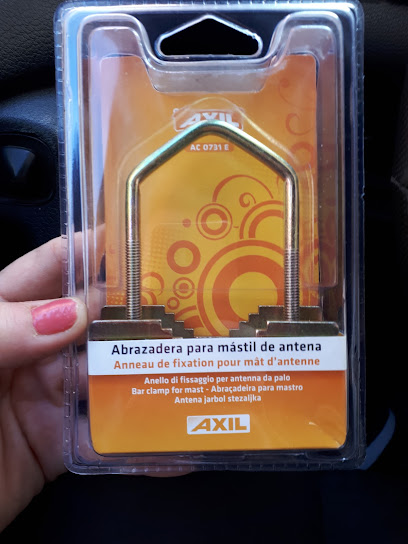 AXIL
AC 0731 E
Abrazadera para mástil de antena
Anneau de fixation pour mât d'antenne
Anello di fissaggio per antenna da palo
Bar clamp for mast - Abraçadeira para mastro
Antena jarbol stezaljka
AXIL